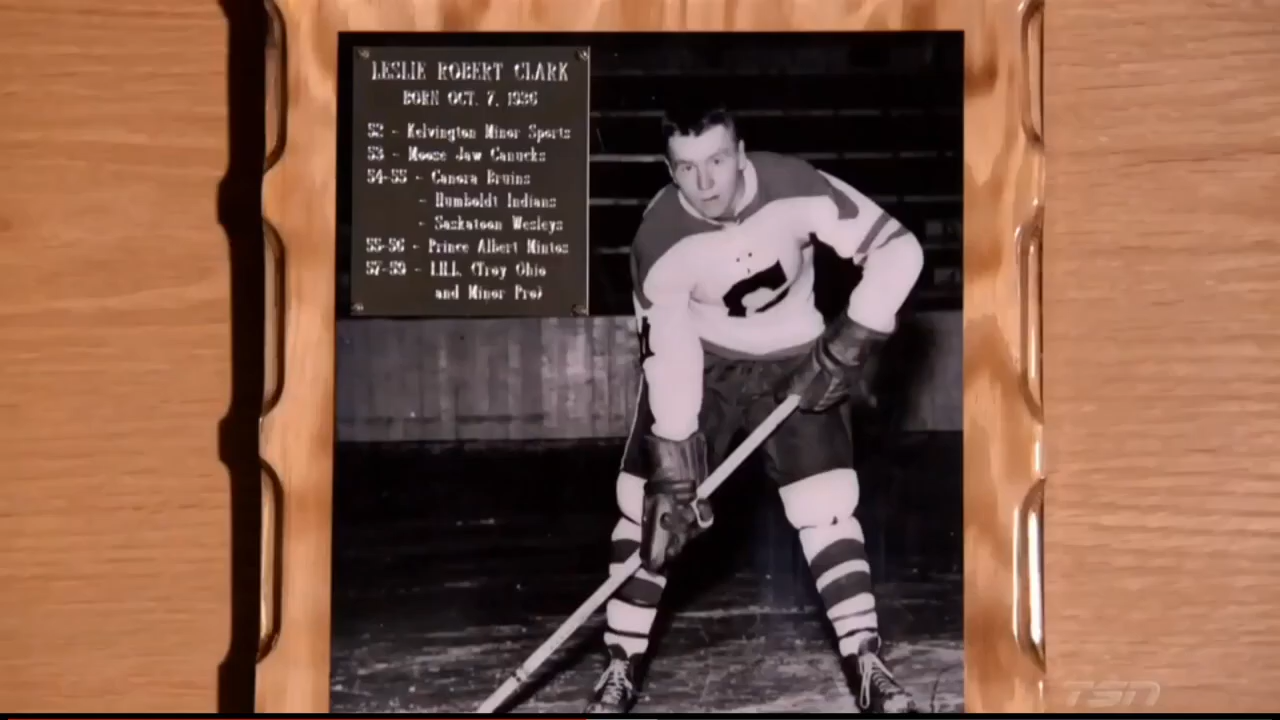 LESLIE ROBERT CLARK
BORN OCT. 7, 1936
52 - Kelvington Minor Sports
53 - Moose Jaw Canucks
54-55 - Canora Bruins
- Humboldt Indians
- Saskatoon Wesleys
55-56 - Prince Albert Mintos
57-59 - I.H.L. (Troy Ohio
and Minor Pro)
C
TSN